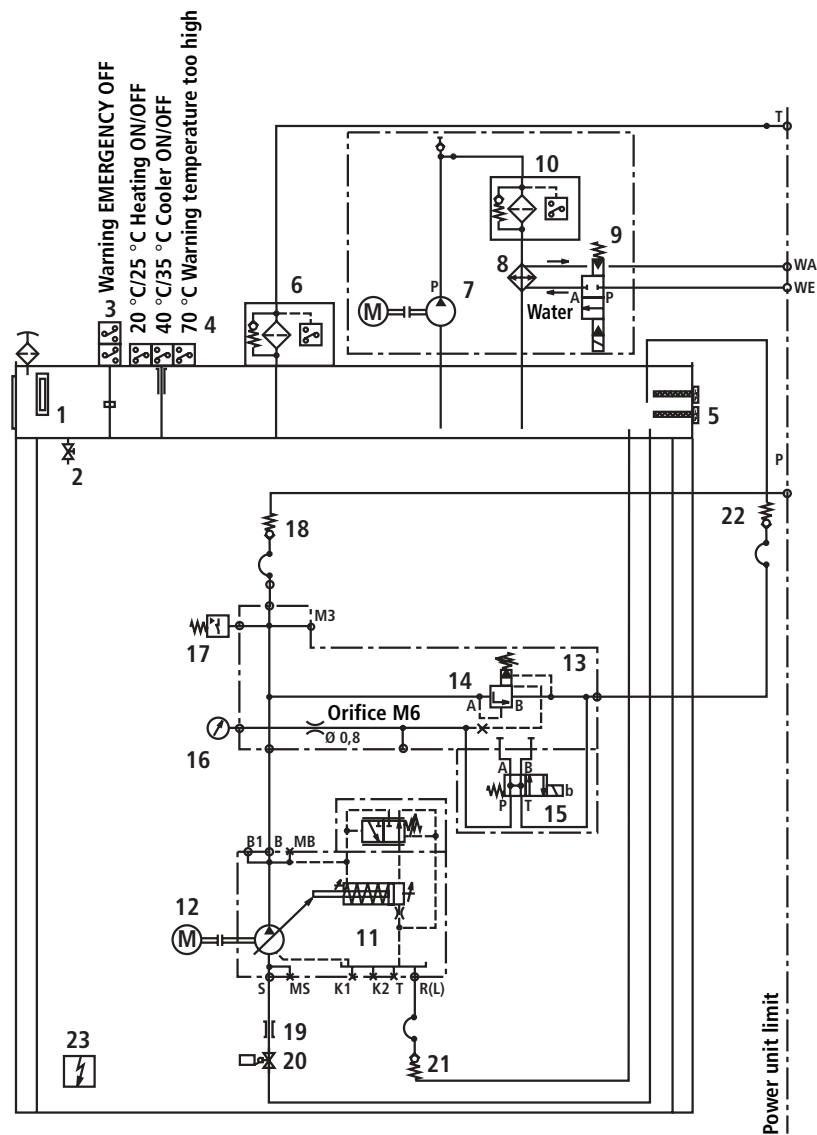 Warning EMERGENCY OFF
20 °C/25 °C Heating ON/OFF
40 °C/35 °C Cooler ON/OFF
70 °C Warning temperature too high
3
4
T
10
6
9
8
WA
P
7
WE
M
A
P
Water
1
5
2
P
18
22
M3
17
13
14
A
B
Orifice M6
Ø 0,8
16
A
B
b
P
T
15
B1
B
MB
12
M
11
S
MS
K1
K2
T
R(L)
19
23
20
21
Power unit limit